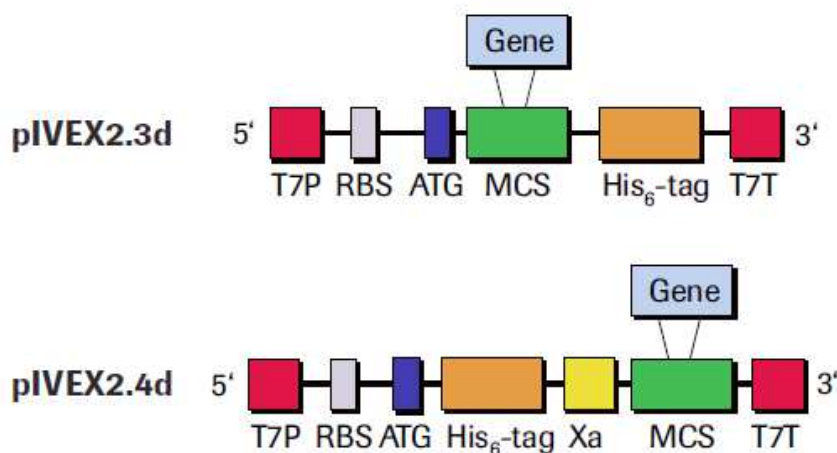 Gene
pIVEX2.3d 5‘ 3‘
T7P RBS ATG MCS His₆-tag T7T
Gene
pIVEX2.4d 5‘ 3‘
T7P RBS ATG His₆-tag Xa MCS T7T